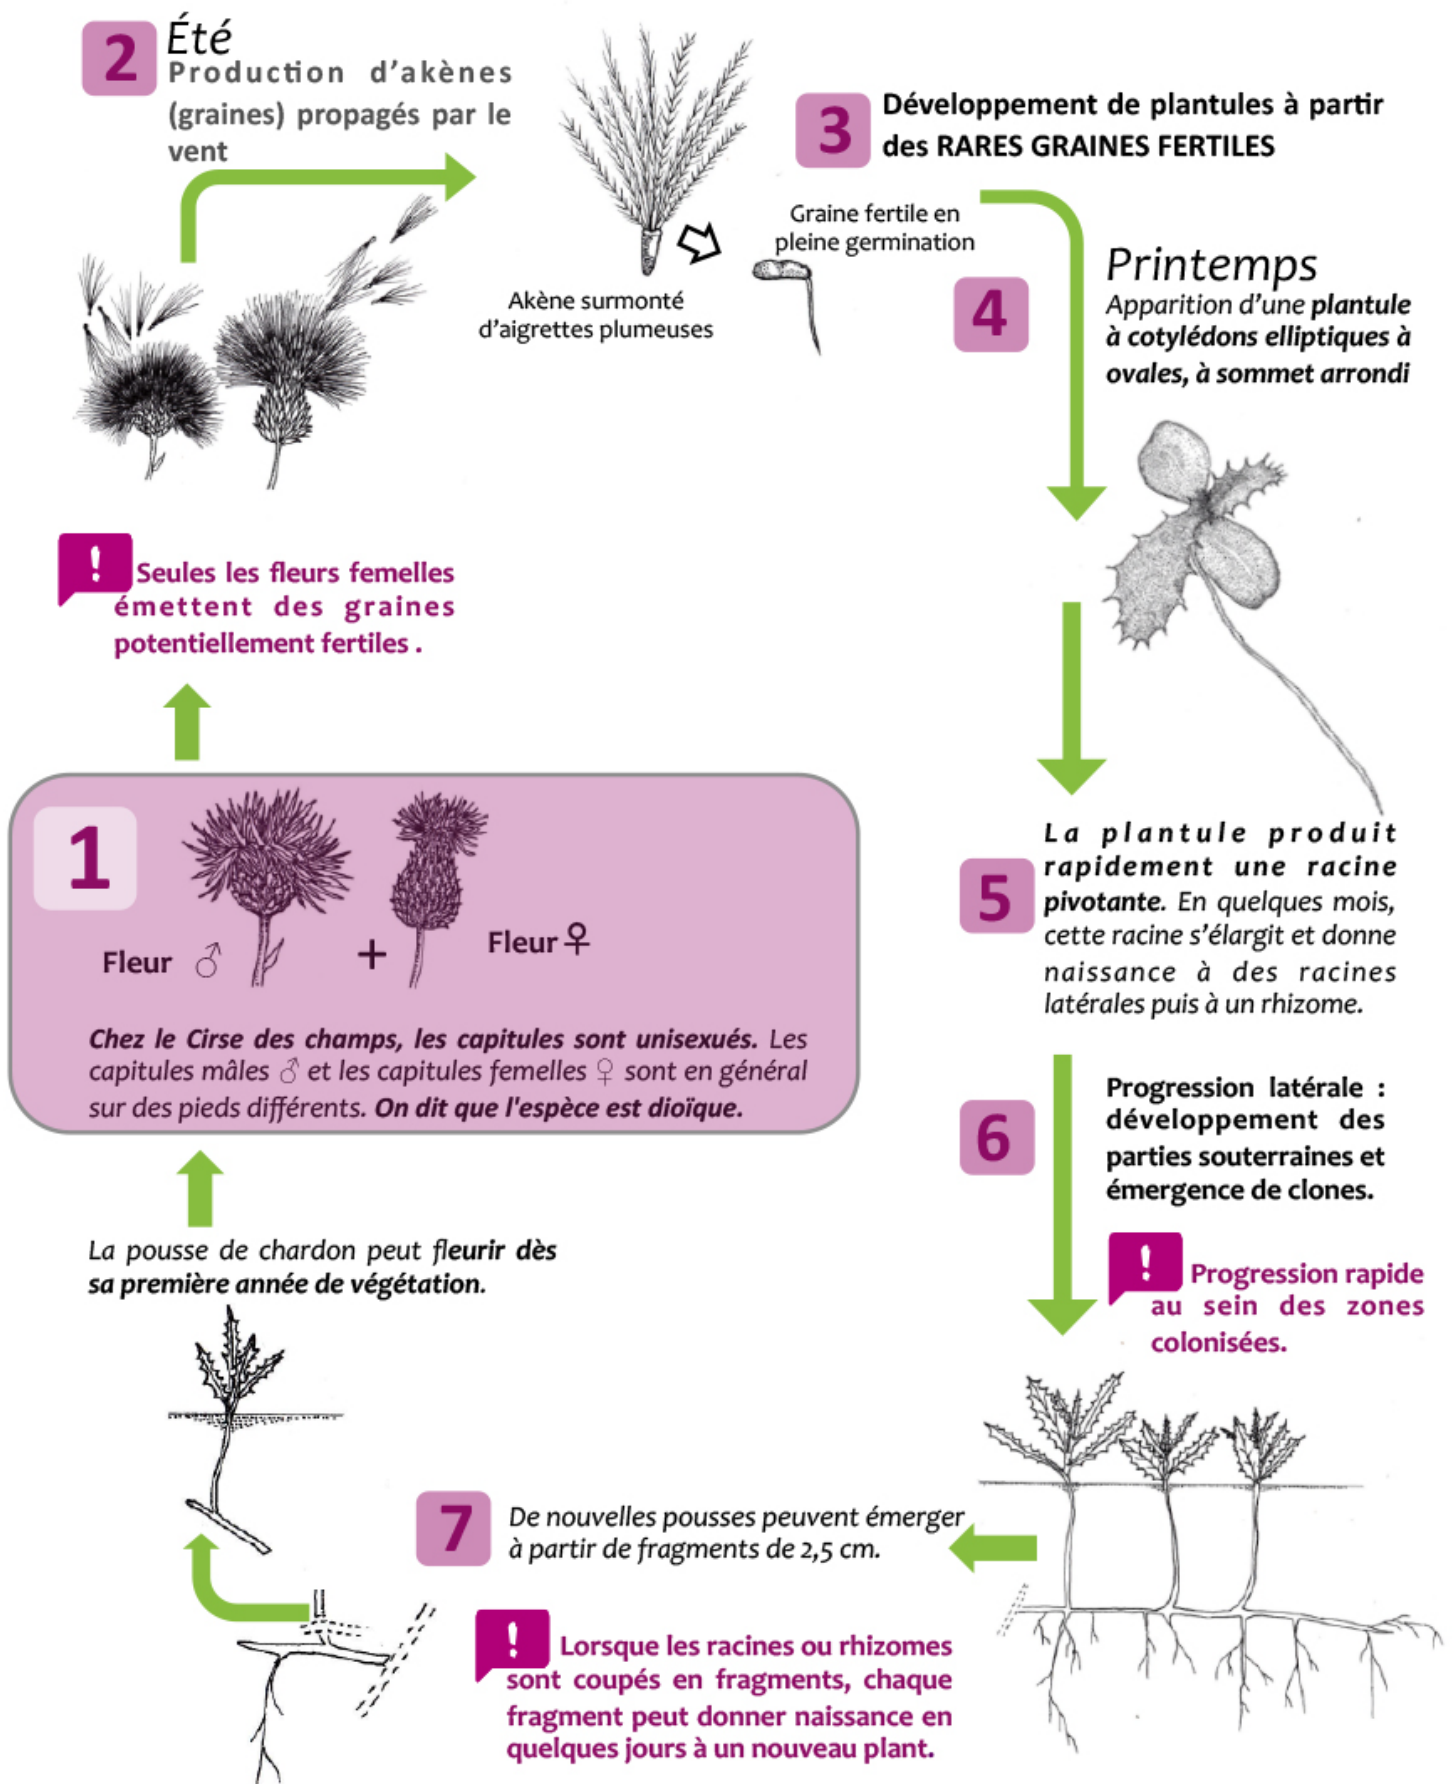 2
Été
Production d'akènes
(graines) propagés par le
vent
Akène surmonté
d'aigrettes plumeuses
3
Développement de plantules à partir
des RARES GRAINES FERTILES
Graine fertile en
pleine germination
4
Printemps
Apparition d'une plantule
à cotylédons elliptiques à
ovales, à sommet arrondi
! Seules les fleurs femelles
émettent des graines
potentiellement fertiles .
1
Fleur ♂ + Fleur ♀
Chez le Cirse des champs, les capitules sont unisexués. Les
capitules mâles ♂ et les capitules femelles ♀ sont en général
sur des pieds différents. On dit que l'espèce est dioïque.
5
La plantule produit
rapidement une racine
pivotante. En quelques mois,
cette racine s'élargit et donne
naissance à des racines
latérales puis à un rhizome.
6
Progression latérale :
développement des
parties souterraines et
émergence de clones.
! Progression rapide
au sein des zones
colonisées.
La pousse de chardon peut fleurir dès
sa première année de végétation.
7
De nouvelles pousses peuvent émerger
à partir de fragments de 2,5 cm.
! Lorsque les racines ou rhizomes
sont coupés en fragments, chaque
fragment peut donner naissance en
quelques jours à un nouveau plant.